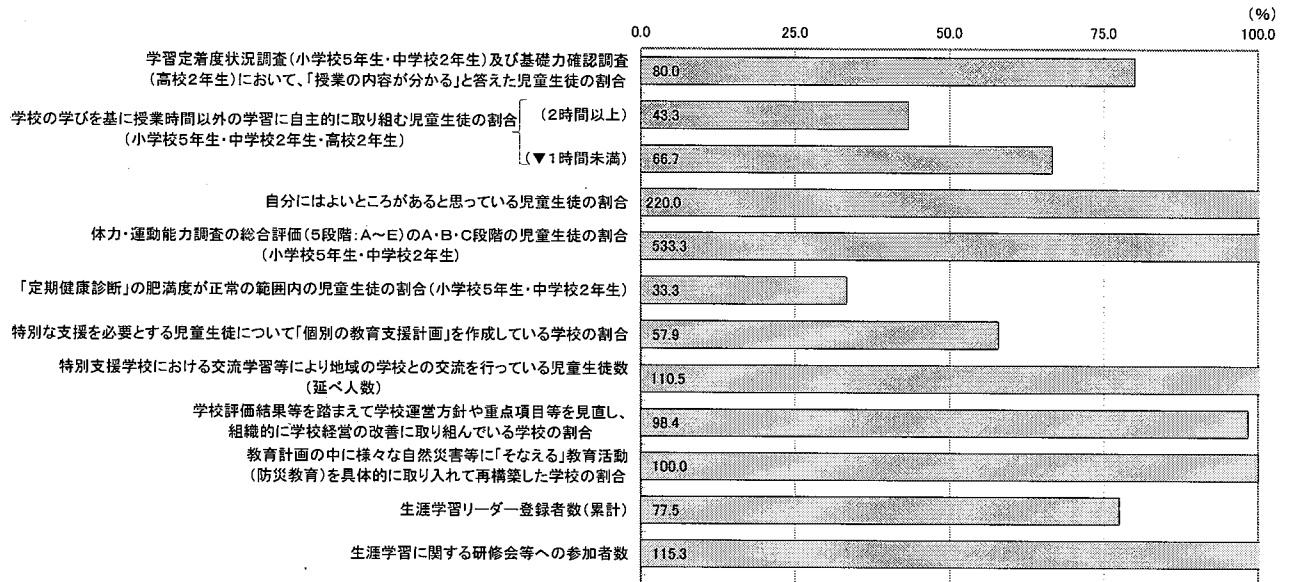 (%)
0.0 25.0 50.0 75.0 100.0
学習定着度状況調査(小学校5年生・中学校2年生)及び基礎力確認調査
(高校2年生)において、「授業の内容が分かる」と答えた児童生徒の割合
80.0
学校の学びを基に授業時間以外の学習に自主的に取り組む児童生徒の割合
(小学校5年生・中学校2年生・高校2年生)
(2時間以上)
43.3
(▼1時間未満)
66.7
自分にはよいところがあると思っている児童生徒の割合
220.0
体力・運動能力調査の総合評価(5段階:A～E)のA・B・C段階の児童生徒の割合
(小学校5年生・中学校2年生)
533.3
「定期健康診断」の肥満度が正常の範囲内の児童生徒の割合(小学校5年生・中学校2年生)
33.3
特別な支援を必要とする児童生徒について「個別の教育支援計画」を作成している学校の割合
57.9
特別支援学校における交流学習等により地域の学校との交流を行っている児童生徒数
(延べ人数)
110.5
学校評価結果等を踏まえて学校運営方針や重点項目等を見直し、
組織的に学校経営の改善に取り組んでいる学校の割合
98.4
教育計画の中に様々な自然災害等に「そなえる」教育活動
(防災教育)を具体的に取り入れて再構築した学校の割合
100.0
生涯学習リーダー登録者数(累計)
77.5
生涯学習に関する研修会等への参加者数
115.3